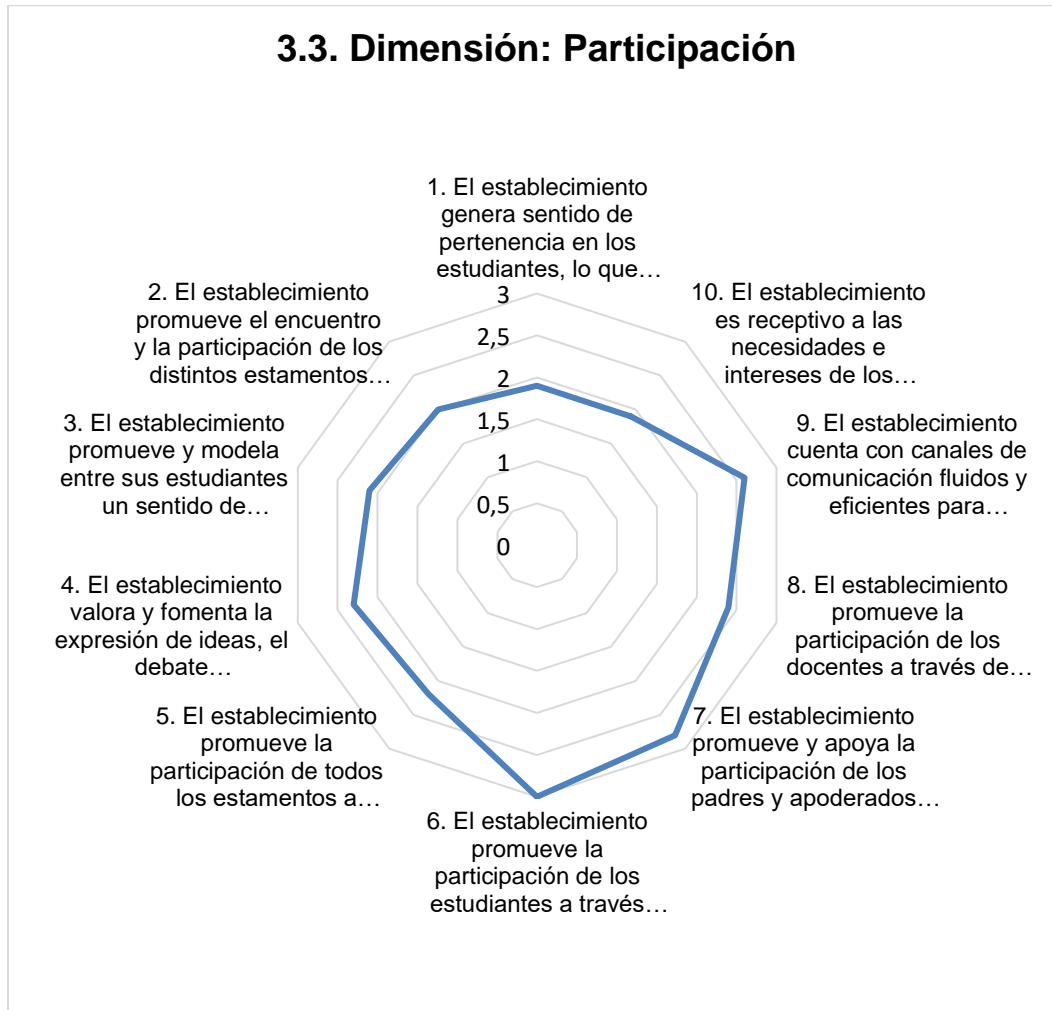 3.3. Dimensión: Participación
1. El establecimiento
genera sentido de
pertenencia en los
estudiantes, lo que…
2. El establecimiento
promueve el encuentro
y la participación de los
distintos estamentos…
3. El establecimiento
promueve y modela
entre sus estudiantes
un sentido de…
4. El establecimiento
valora y fomenta la
expresión de ideas, el
debate…
5. El establecimiento
promueve la
participación de todos
los estamentos a…
6. El establecimiento
promueve la
participación de los
estudiantes a través…
7. El establecimiento
promueve y apoya la
participación de los
padres y apoderados…
8. El establecimiento
promueve la
participación de los
docentes a través de…
9. El establecimiento
cuenta con canales de
comunicación fluidos y
eficientes para…
10. El establecimiento
es receptivo a las
necesidades e
intereses de los…
3
2,5
2
1,5
1
0,5
0